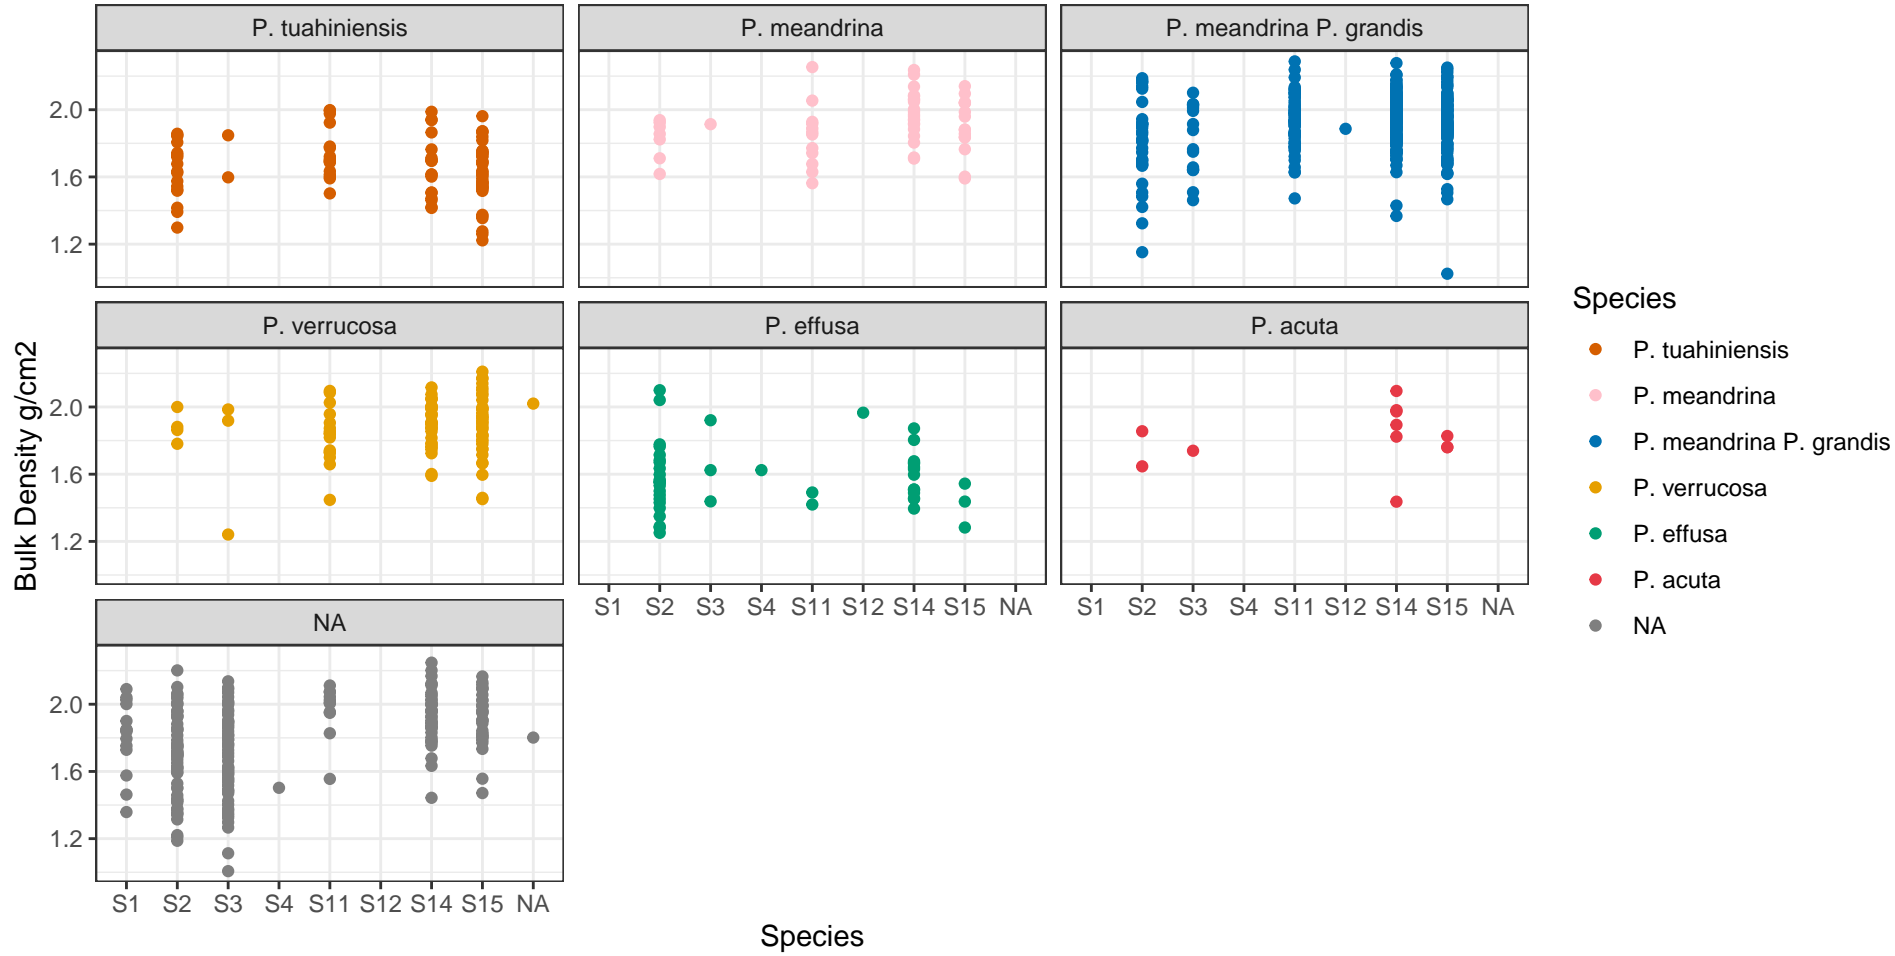 P. tuahiniensis
P. meandrina
P. meandrina P. grandis
2.0
1.6
1.2
P. verrucosa
P. effusa
P. acuta
2.0
1.6
1.2
S1 S2 S3 S4 S11 S12 S14 S15 NA
S1 S2 S3 S4 S11 S12 S14 S15 NA
NA
2.0
1.6
1.2
S1 S2 S3 S4 S11 S12 S14 S15 NA
Bulk Density g/cm2
Species
Species
P. tuahiniensis
P. meandrina
P. meandrina P. grandis
P. verrucosa
P. effusa
P. acuta
NA